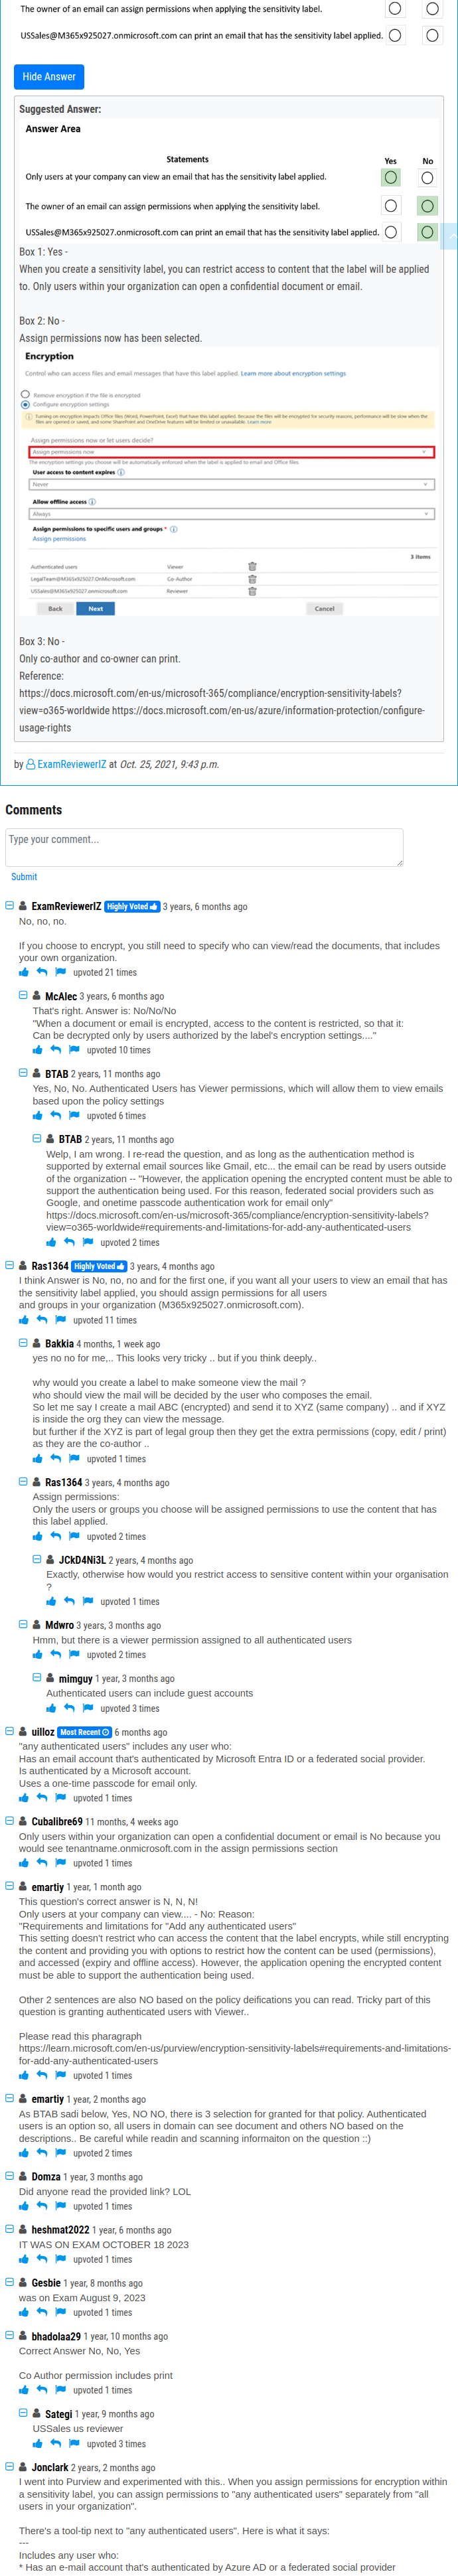 The owner of an email can assign permissions when applying the sensitivity label.
USSales@M365x925027.onmicrosoft.com can print an email that has the sensitivity label applied.
Hide Answer
Suggested Answer:
Answer Area
Statements Yes No
Only users at your company can view an email that has the sensitivity label applied.
The owner of an email can assign permissions when applying the sensitivity label.
USSales@M365x925027.onmicrosoft.com can print an email that has the sensitivity label applied.
Box 1: Yes -
When you create a sensitivity label, you can restrict access to content that the label will be applied
to. Only users within your organization can open a confidential document or email.
Box 2: No -
Assign permissions now has been selected.
Encryption
Control who can access files and email messages that have this label applied. Learn more about encryption settings
Remove encryption if the file is encrypted
Configure encryption settings
Turning on encryption impacts Office files (Word, PowerPoint, Excel) that have this label applied. Because the files will be encrypted for security reasons, performance will be slow when the
files are opened or saved, and some SharePoint and OneDrive features will be limited or unavailable. Learn more
Assign permissions now or let users decide?
Assign permissions now
The encryption settings you choose will be automatically enforced when the label is applied to email and Office files.
User access to content expires
Never
Allow offline access
Always
Assign permissions to specific users and groups *
Assign permissions
3 items
Authenticated users Viewer
LegalTeam@M365x925027.OnMicrosoft.com Co-Author
USSales@M365x925027.onmicrosoft.com Reviewer
Back Next Cancel
Box 3: No -
Only co-author and co-owner can print.
Reference:
https://docs.microsoft.com/en-us/microsoft-365/compliance/encryption-sensitivity-labels?
view=o365-worldwide https://docs.microsoft.com/en-us/azure/information-protection/configure-
usage-rights
by ExamReviewerIZ at Oct. 25, 2021, 9:43 p.m.
Comments
Type your comment...
Submit
ExamReviewerIZ Highly Voted 3 years, 6 months ago
No, no, no.
If you choose to encrypt, you still need to specify who can view/read the documents, that includes
your own organization.
upvoted 21 times
McAlec 3 years, 6 months ago
That's right. Answer is: No/No/No
"When a document or email is encrypted, access to the content is restricted, so that it:
Can be decrypted only by users authorized by the label's encryption settings...."
upvoted 10 times
BTAB 2 years, 11 months ago
Yes, No, No. Authenticated Users has Viewer permissions, which will allow them to view emails
based upon the policy settings
upvoted 6 times
BTAB 2 years, 11 months ago
Welp, I am wrong. I re-read the question, and as long as the authentication method is
supported by external email sources like Gmail, etc... the email can be read by users outside
of the organization -- "However, the application opening the encrypted content must be able to
support the authentication being used. For this reason, federated social providers such as
Google, and onetime passcode authentication work for email only"
https://docs.microsoft.com/en-us/microsoft-365/compliance/encryption-sensitivity-labels?
view=o365-worldwide#requirements-and-limitations-for-add-any-authenticated-users
upvoted 2 times
Ras1364 Highly Voted 3 years, 4 months ago
I think Answer is No, no, no and for the first one, if you want all your users to view an email that has
the sensitivity label applied, you should assign permissions for all users
and groups in your organization (M365x925027.onmicrosoft.com).
upvoted 11 times
Bakkia 4 months, 1 week ago
yes no no for me,.. This looks very tricky .. but if you think deeply..
why would you create a label to make someone view the mail ?
who should view the mail will be decided by the user who composes the email.
So let me say I create a mail ABC (encrypted) and send it to XYZ (same company) .. and if XYZ
is inside the org they can view the message.
but further if the XYZ is part of legal group then they get the extra permissions (copy, edit / print)
as they are the co-author ..
upvoted 1 times
Ras1364 3 years, 4 months ago
Assign permissions:
Only the users or groups you choose will be assigned permissions to use the content that has
this label applied.
upvoted 2 times
JCkD4Ni3L 2 years, 4 months ago
Exactly, otherwise how would you restrict access to sensitive content within your organisation
?
upvoted 1 times
Mdwro 3 years, 3 months ago
Hmm, but there is a viewer permission assigned to all authenticated users
upvoted 2 times
mimguy 1 year, 3 months ago
Authenticated users can include guest accounts
upvoted 3 times
uilloz Most Recent 6 months ago
"any authenticated users" includes any user who:
Has an email account that's authenticated by Microsoft Entra ID or a federated social provider.
Is authenticated by a Microsoft account.
Uses a one-time passcode for email only.
upvoted 1 times
Cubalibre69 11 months, 4 weeks ago
Only users within your organization can open a confidential document or email is No because you
would see tenantname.onmicrosoft.com in the assign permissions section
upvoted 1 times
emartiy 1 year, 1 month ago
This question's correct answer is N, N, N!
Only users at your company can view.... - No: Reason:
"Requirements and limitations for "Add any authenticated users"
This setting doesn't restrict who can access the content that the label encrypts, while still encrypting
the content and providing you with options to restrict how the content can be used (permissions),
and accessed (expiry and offline access). However, the application opening the encrypted content
must be able to support the authentication being used.
Other 2 sentences are also NO based on the policy deifications you can read. Tricky part of this
question is granting authenticated users with Viewer..
Please read this pharagraph
https://learn.microsoft.com/en-us/purview/encryption-sensitivity-labels#requirements-and-limitations-
for-add-any-authenticated-users
upvoted 1 times
emartiy 1 year, 2 months ago
As BTAB sadi below, Yes, NO NO, there is 3 selection for granted for that policy. Authenticated
users is an option so, all users in domain can see document and others NO based on the
descriptions.. Be careful while readin and scanning informaiton on the question ::)
upvoted 2 times
Domza 1 year, 3 months ago
Did anyone read the provided link? LOL
upvoted 1 times
heshmat2022 1 year, 6 months ago
IT WAS ON EXAM OCTOBER 18 2023
upvoted 1 times
Gesbie 1 year, 8 months ago
was on Exam August 9, 2023
upvoted 1 times
bhadolaa29 1 year, 10 months ago
Correct Answer No, No, Yes
Co Author permission includes print
upvoted 1 times
Sategi 1 year, 9 months ago
USSales us reviewer
upvoted 3 times
Jonclark 2 years, 2 months ago
I went into Purview and experimented with this.. When you assign permissions for encryption within
a sensitivity label, you can assign permissions to "any authenticated users" separately from "all
users in your organization".
There's a tool-tip next to "any authenticated users". Here is what it says:
---
Includes any user who:
* Has an e-mail account that's authenticated by Azure AD or a federated social provider